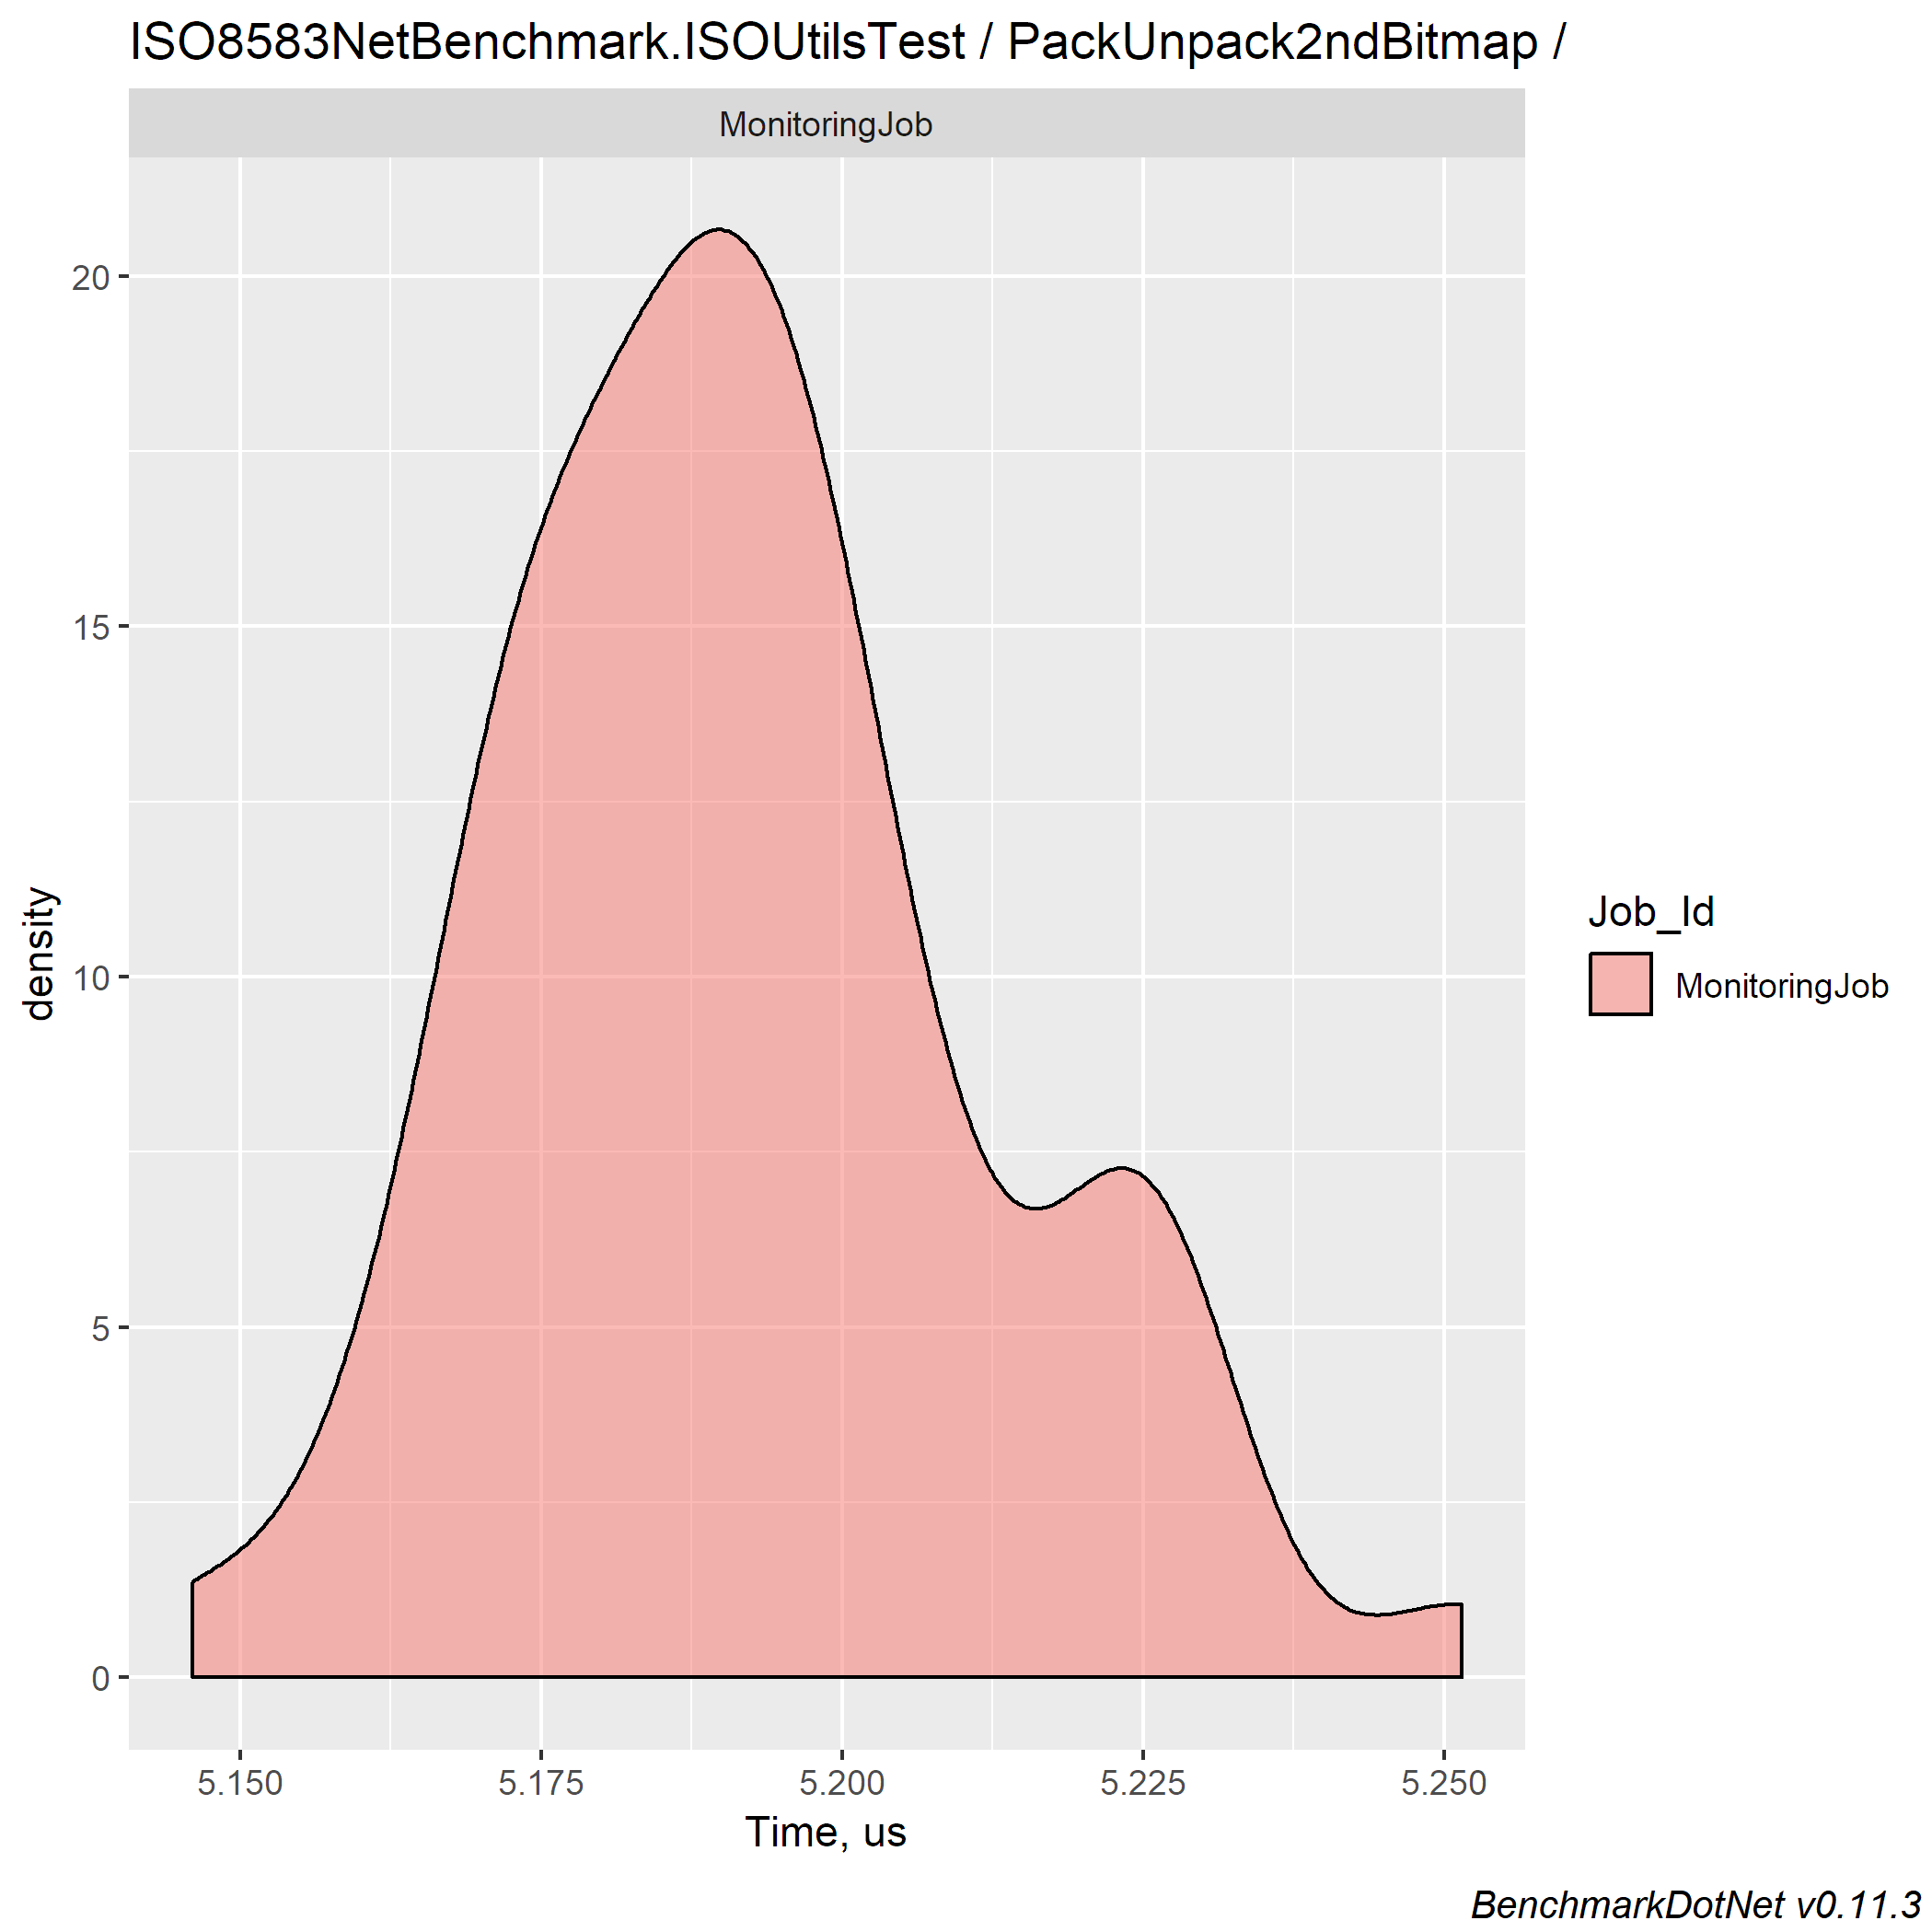 ISO8583NetBenchmark.ISOUtilsTest / PackUnpack2ndBitmap /
MonitoringJob
20
15
10
5
0
density
5.150 5.175 5.200 5.225 5.250
Time, us
Job_Id
MonitoringJob
BenchmarkDotNet v0.11.3